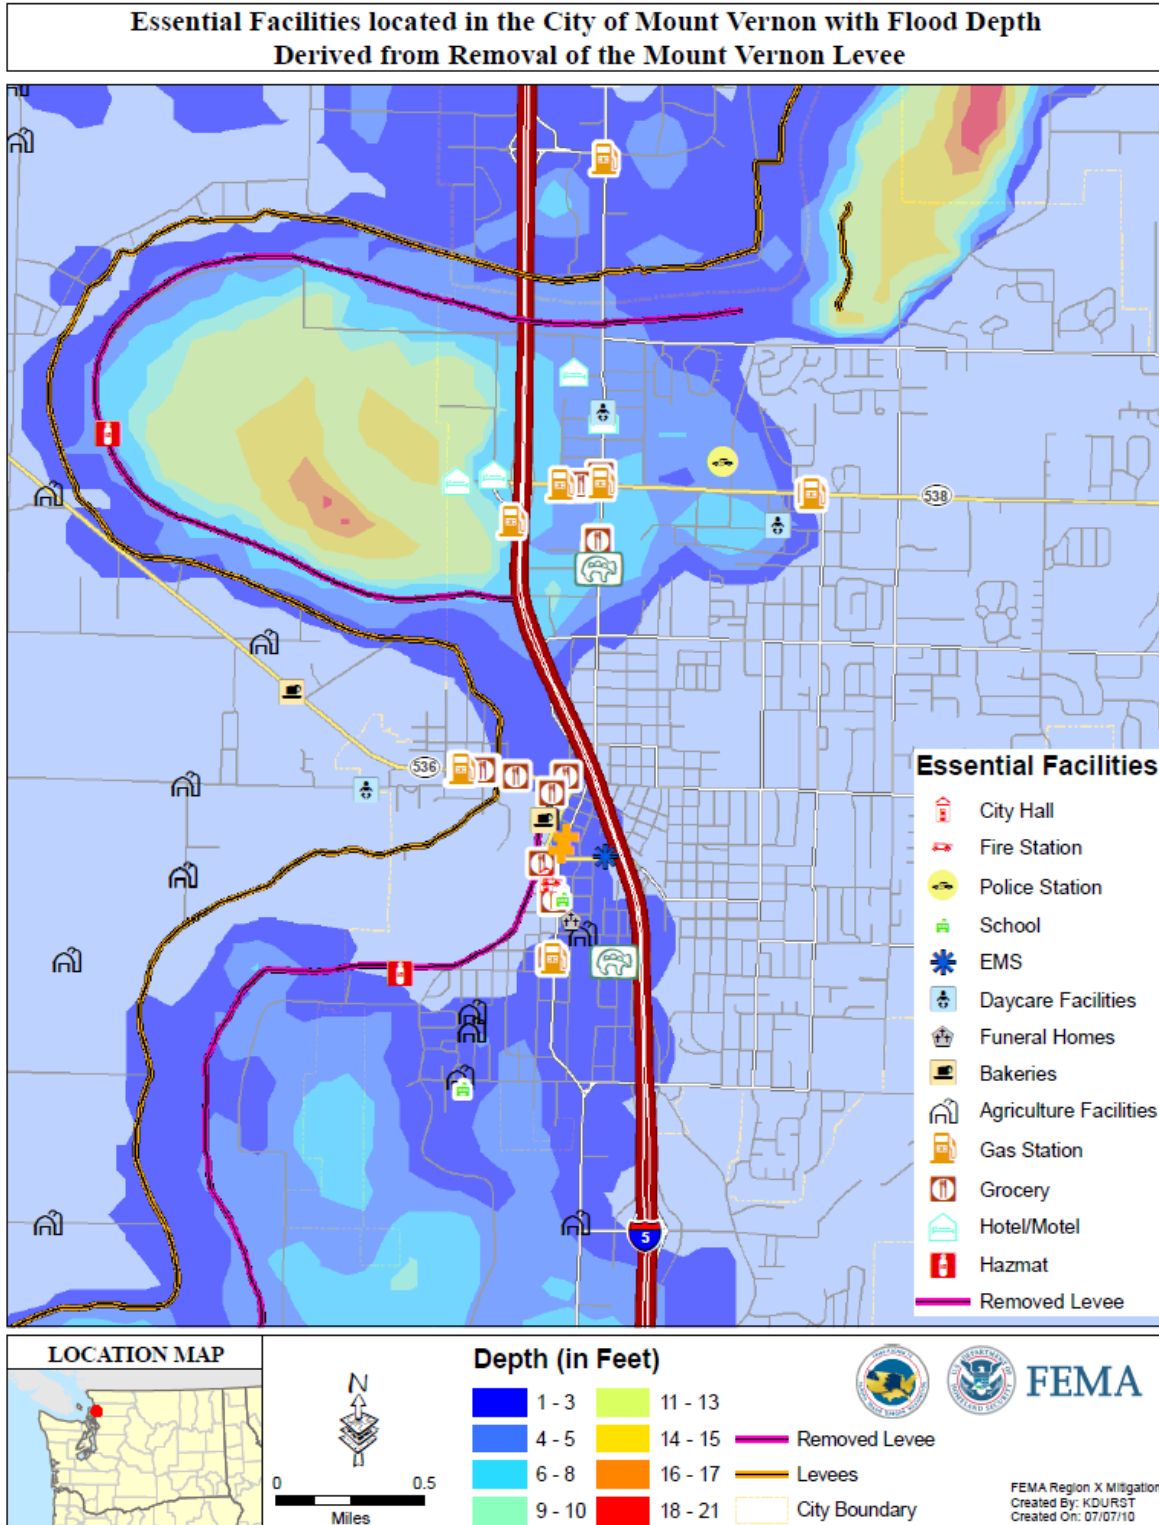 Essential Facilities located in the City of Mount Vernon with Flood Depth
Derived from Removal of the Mount Vernon Levee
538
536
5
Essential Facilities
City Hall
Fire Station
Police Station
School
EMS
Daycare Facilities
Funeral Homes
Bakeries
Agriculture Facilities
Gas Station
Grocery
Hotel/Motel
Hazmat
Removed Levee
LOCATION MAP
N
0 0.5
Miles
Depth (in Feet)
1 - 3
4 - 5
6 - 8
9 - 10
11 - 13
14 - 15
16 - 17
18 - 21
Removed Levee
Levees
City Boundary
FEMA
FEMA Region X Mitigation
Created By: KDURST
Created On: 07/07/10